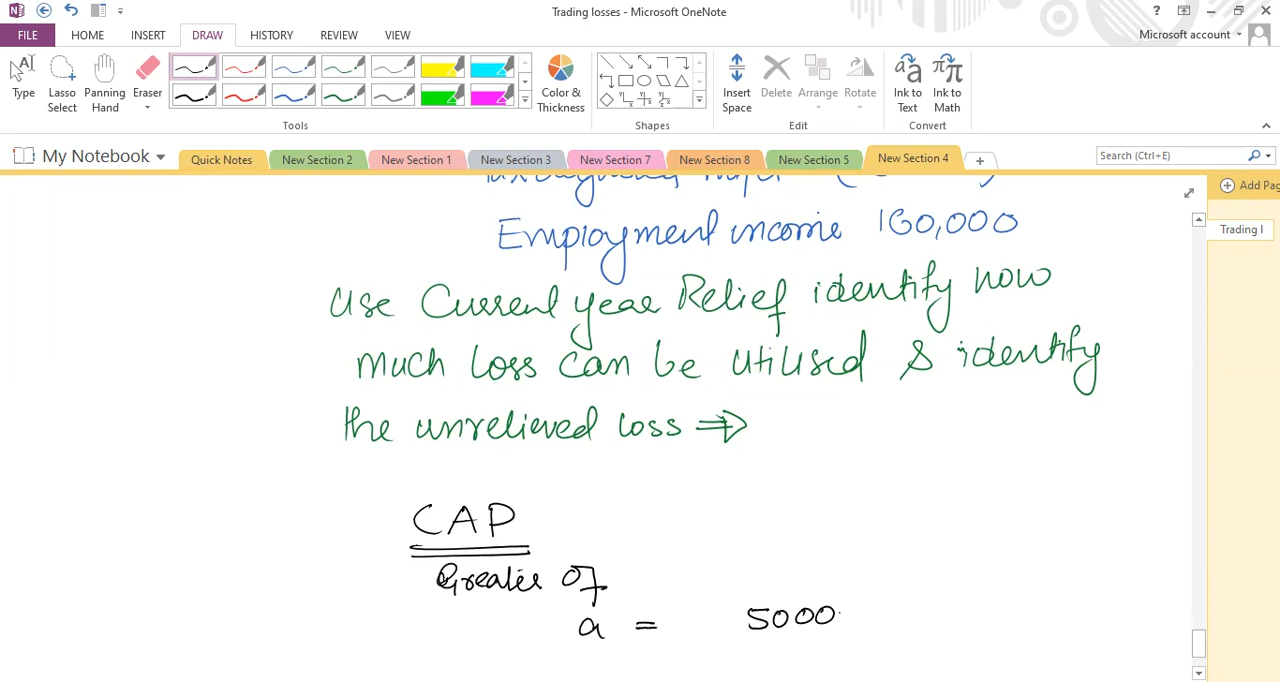 Trading losses - Microsoft OneNote
?
FILE HOME INSERT DRAW HISTORY REVIEW VIEW
Microsoft account
Type
Lasso Select
Panning Hand
Eraser
Color & Thickness
Insert Space
Delete
Arrange
Rotate
Ink to Text
Ink to Math
Tools
Shapes
Edit
Convert
My Notebook
Quick Notes
New Section 2
New Section 1
New Section 3
New Section 7
New Section 8
New Section 5
New Section 4
Search (Ctrl+E)
Add Pag
Trading l
Employment income 160,000
Use Current year Relief identify how
much loss can be utilised & identify
the unrelieved loss ⇒
CAP
Greater of
a = 5000